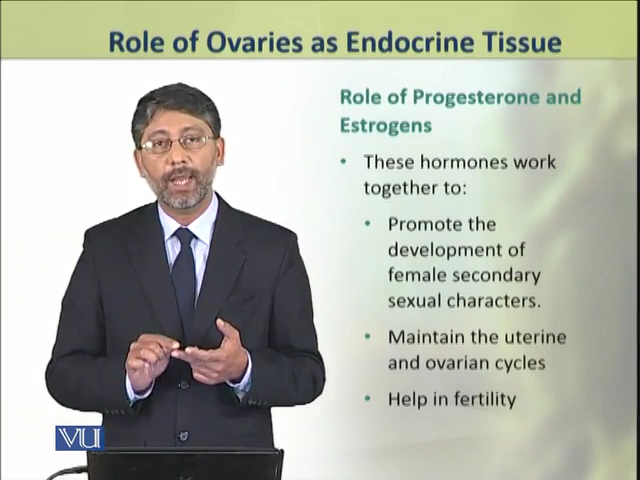 Role of Ovaries as Endocrine Tissue
Role of Progesterone and
Estrogens
• These hormones work
together to:
• Promote the
development of
female secondary
sexual characters.
• Maintain the uterine
and ovarian cycles
• Help in fertility
VU